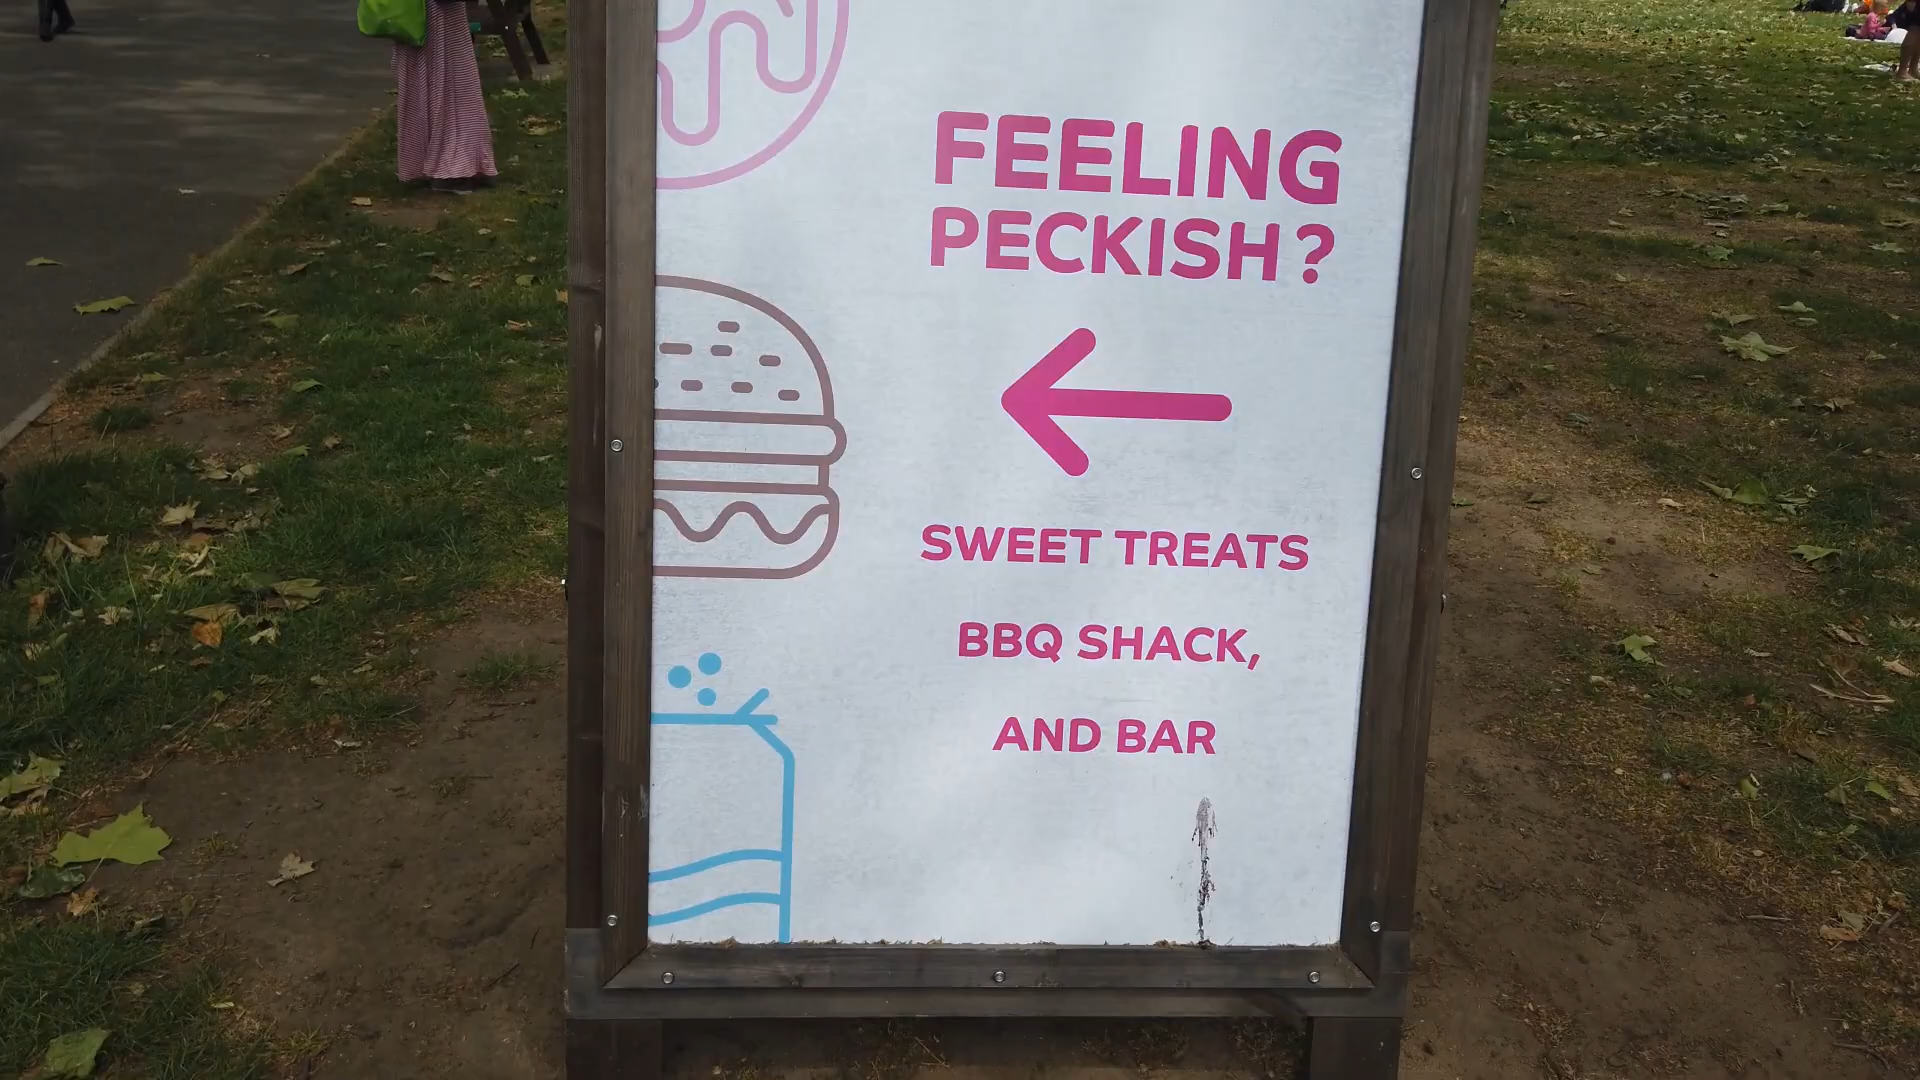 FEELING
PECKISH?
SWEET TREATS
BBQ SHACK,
AND BAR